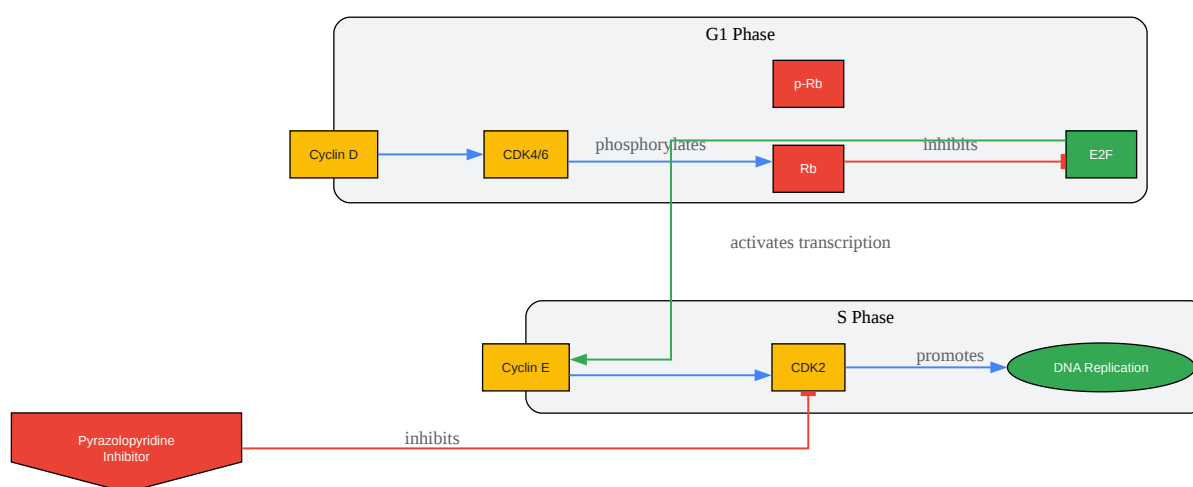 G1 Phase
p-Rb
Cyclin D
CDK4/6
phosphorylates
Rb
inhibits
E2F
activates transcription
S Phase
Cyclin E
CDK2
promotes
DNA Replication
Pyrazolopyridine
Inhibitor
inhibits